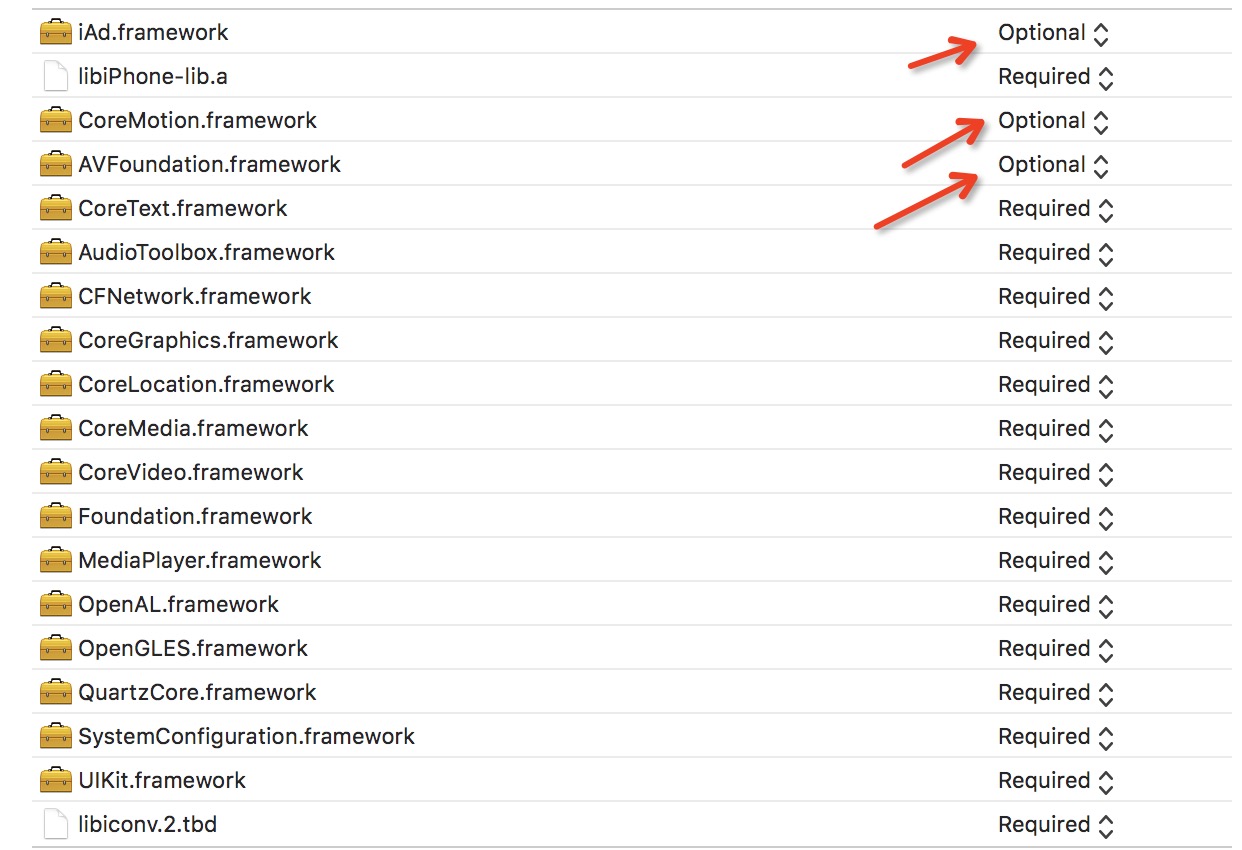 iAd.framework Optional
libiPhone-lib.a Required
CoreMotion.framework Optional
AVFoundation.framework Optional
CoreText.framework Required
AudioToolbox.framework Required
CFNetwork.framework Required
CoreGraphics.framework Required
CoreLocation.framework Required
CoreMedia.framework Required
CoreVideo.framework Required
Foundation.framework Required
MediaPlayer.framework Required
OpenAL.framework Required
OpenGLES.framework Required
QuartzCore.framework Required
SystemConfiguration.framework Required
UIKit.framework Required
libiconv.2.tbd Required